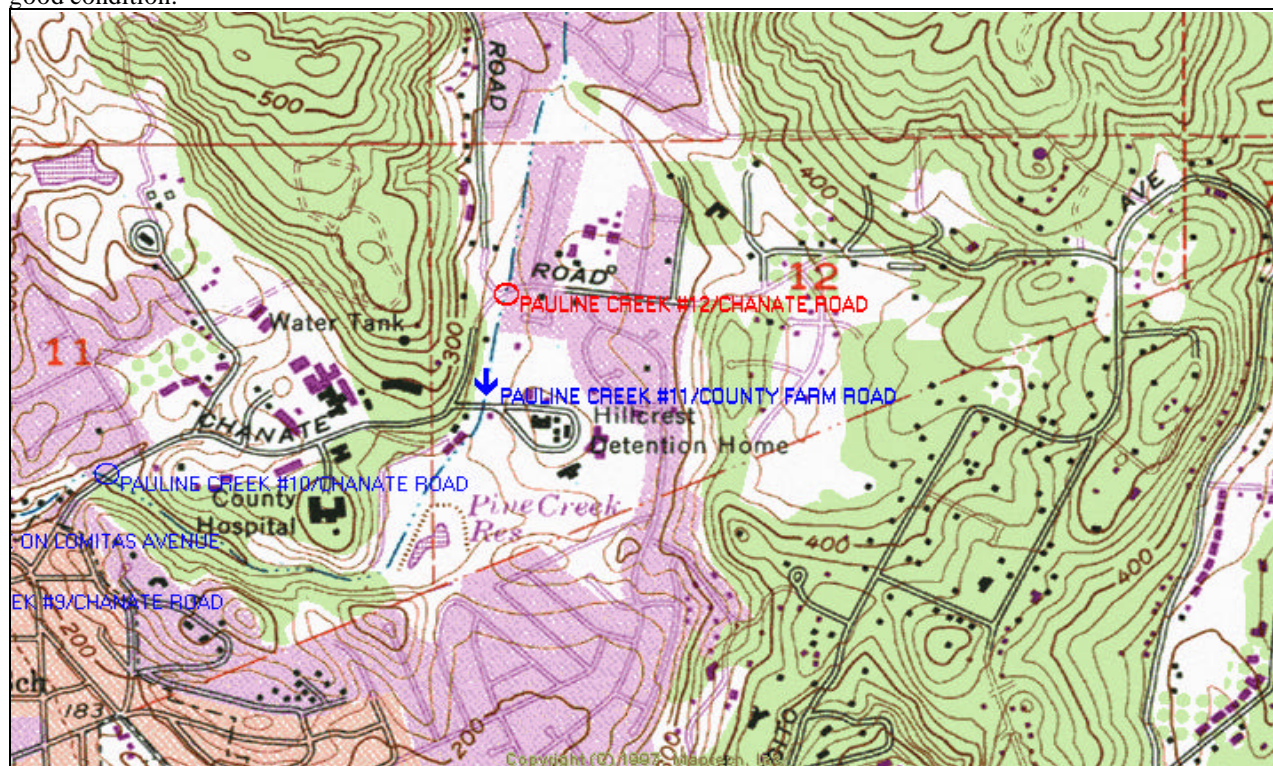 good condition.
500
ROAD
400
AVE
ROAD
12
PAULINE CREEK #12/CHANATE ROAD
Water Tank
300
11
PAULINE CREEK #11/COUNTY FARM ROAD
Hillcrest
Detention Home
CHANATE
PAULINE CREEK #10/CHANATE ROAD
County
Hospital
Pine Creek
Res
ON LOMITAS AVENUE
400
400
EK #9/CHANATE ROAD
200
183
200
Copyright (C) 1997, Maptech, Inc.